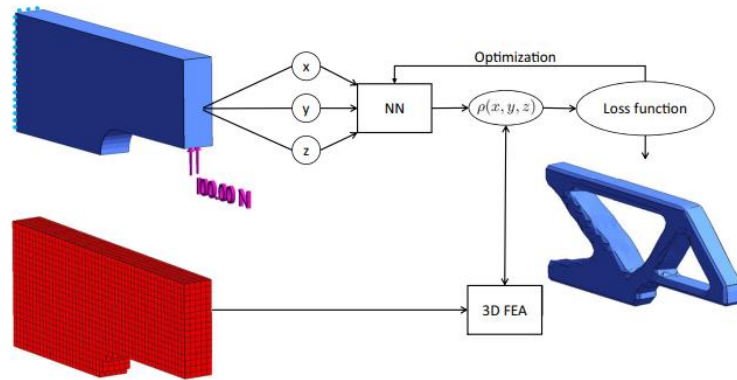 Optimization
x
y
z
NN
ρ(x, y, z)
Loss function
100.00 N
3D FEA